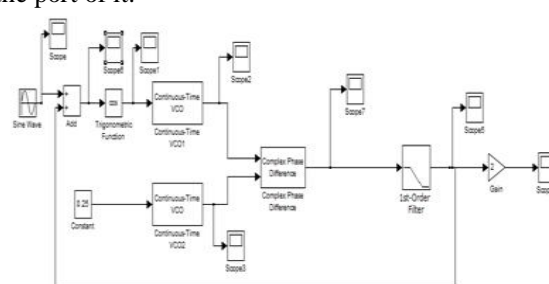 the port of it.
Scope
Scope6
Scope1
Scope2
Scope7
Scope5
Sine Wave
Add
cos
Trigonometric
Function
Continuous-Time
VCO
Continuous-Time
VCO1
Complex Phase
Difference
Complex Phase
Difference
1st-Order
Filter
2
Gain
0.25
Constant
Continuous-Time
VCO
Continuous-Time
VCO2
Scope3